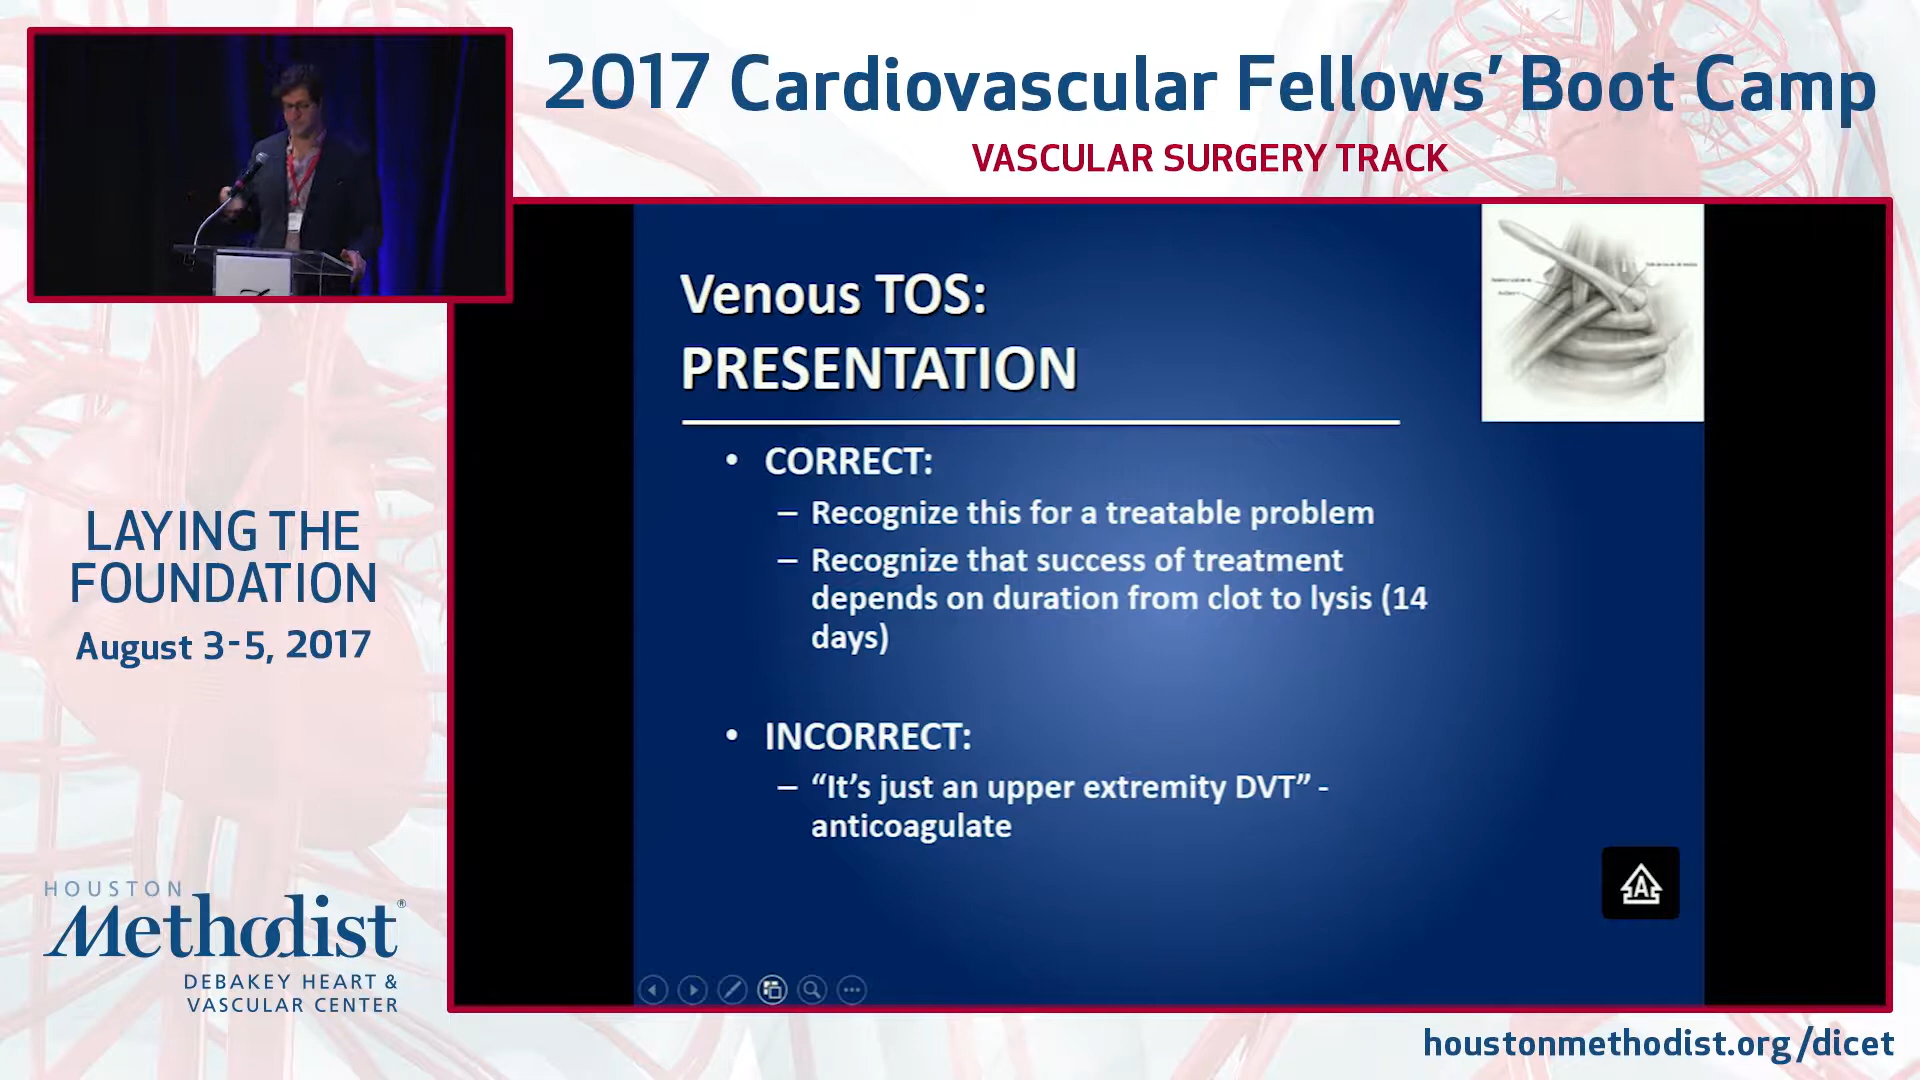 2017 Cardiovascular Fellows’ Boot Camp
VASCULAR SURGERY TRACK
Venous TOS:
PRESENTATION
• CORRECT:
– Recognize this for a treatable problem
– Recognize that success of treatment
depends on duration from clot to lysis (14
days)
• INCORRECT:
– “It’s just an upper extremity DVT” -
anticoagulate
A
LAYING THE
FOUNDATION
August 3-5, 2017
HOUSTON
Methodist®
DEBAKEY HEART &
VASCULAR CENTER
houstonmethodist.org/dicet